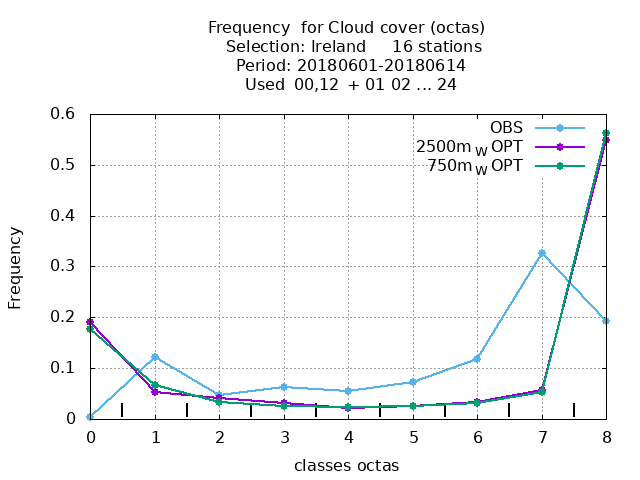 Frequency  for Cloud cover (octas)
Selection: Ireland     16 stations
Period: 20180601-20180614
Used  00,12  + 01 02 ... 24
0.6
0.5
0.4
0.3
0.2
0.1
0
Frequency
OBS
2500m W OPT
750m W OPT
0 1 2 3 4 5 6 7 8
classes octas